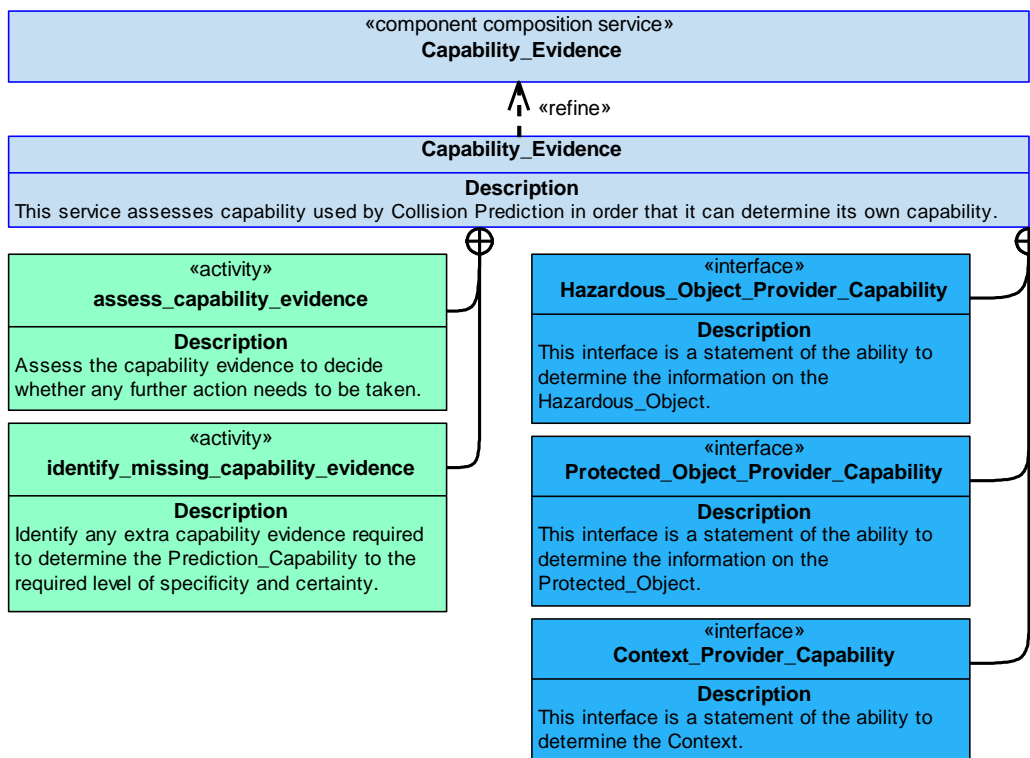 «component composition service»
Capability_Evidence
«refine»
Capability_Evidence
Description
This service assesses capability used by Collision Prediction in order that it can determine its own capability.
«activity»
assess_capability_evidence
Description
Assess the capability evidence to decide
whether any further action needs to be taken.
«activity»
identify_missing_capability_evidence
Description
Identify any extra capability evidence required
to determine the Prediction_Capability to the
required level of specificity and certainty.
«interface»
Hazardous_Object_Provider_Capability
Description
This interface is a statement of the ability to
determine the information on the
Hazardous_Object.
«interface»
Protected_Object_Provider_Capability
Description
This interface is a statement of the ability to
determine the information on the
Protected_Object.
«interface»
Context_Provider_Capability
Description
This interface is a statement of the ability to
determine the Context.